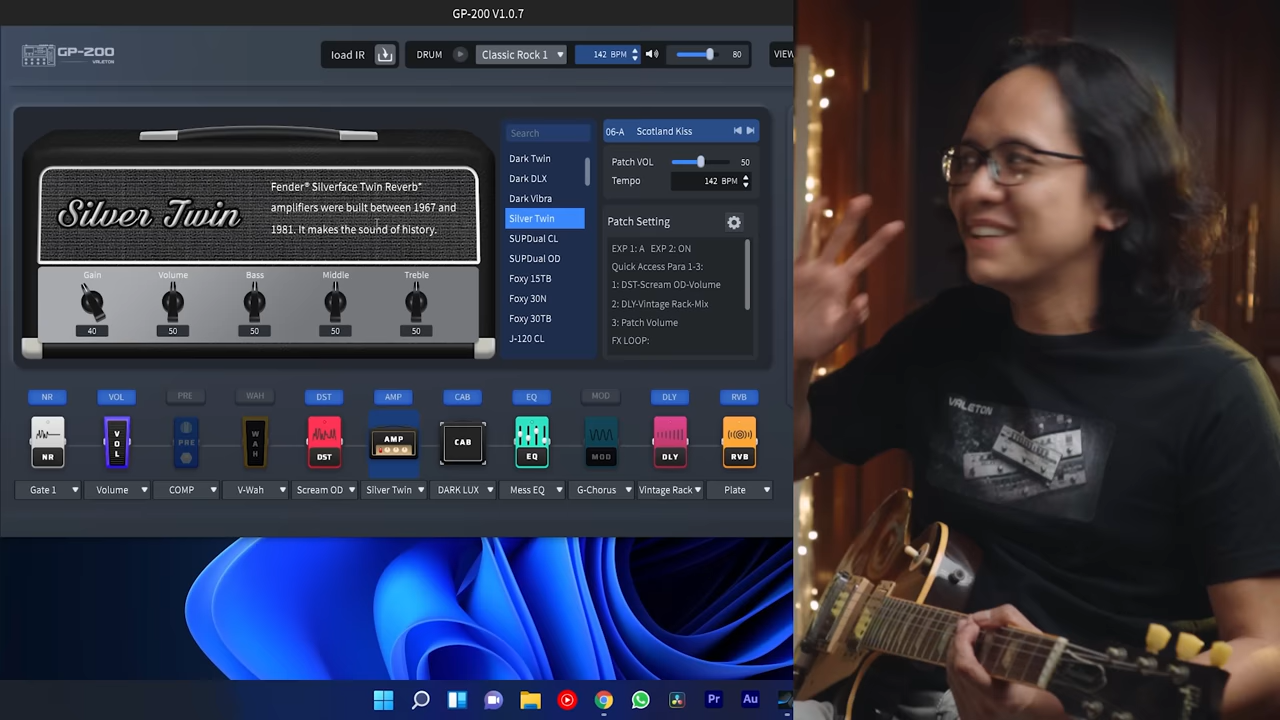 GP-200 V1.0.7
GP-200
VALETON
load IR
DRUM
Classic Rock 1
142 BPM
80
VIEW
Fender® Silverface Twin Reverb*
amplifiers were built between 1967 and
1981. It makes the sound of history.
Silver Twin
Gain
Volume
Bass
Middle
Treble
40
50
50
50
50
Search
Dark Twin
Dark DLX
Dark Vibra
Silver Twin
SUPDual CL
SUPDual OD
Foxy 15TB
Foxy 30N
Foxy 30TB
J-120 CL
06-A Scotland Kiss
Patch VOL
50
Tempo
142 BPM
Patch Setting
EXP 1: A EXP 2: ON
Quick Access Para 1-3:
1: DST-Scream OD-Volume
2: DLY-Vintage Rack-Mix
3: Patch Volume
FX LOOP:
NR
VOL
PRE
WAH
DST
AMP
CAB
EQ
MOD
DLY
RVB
NR
VOL
PRE
WAH
DST
AMP
CAB
EQ
MOD
DLY
RVB
Gate 1
Volume
COMP
V-Wah
Scream OD
Silver Twin
DARK LUX
Mess EQ
G-Chorus
Vintage Rack
Plate
Pr
Au
VALETON